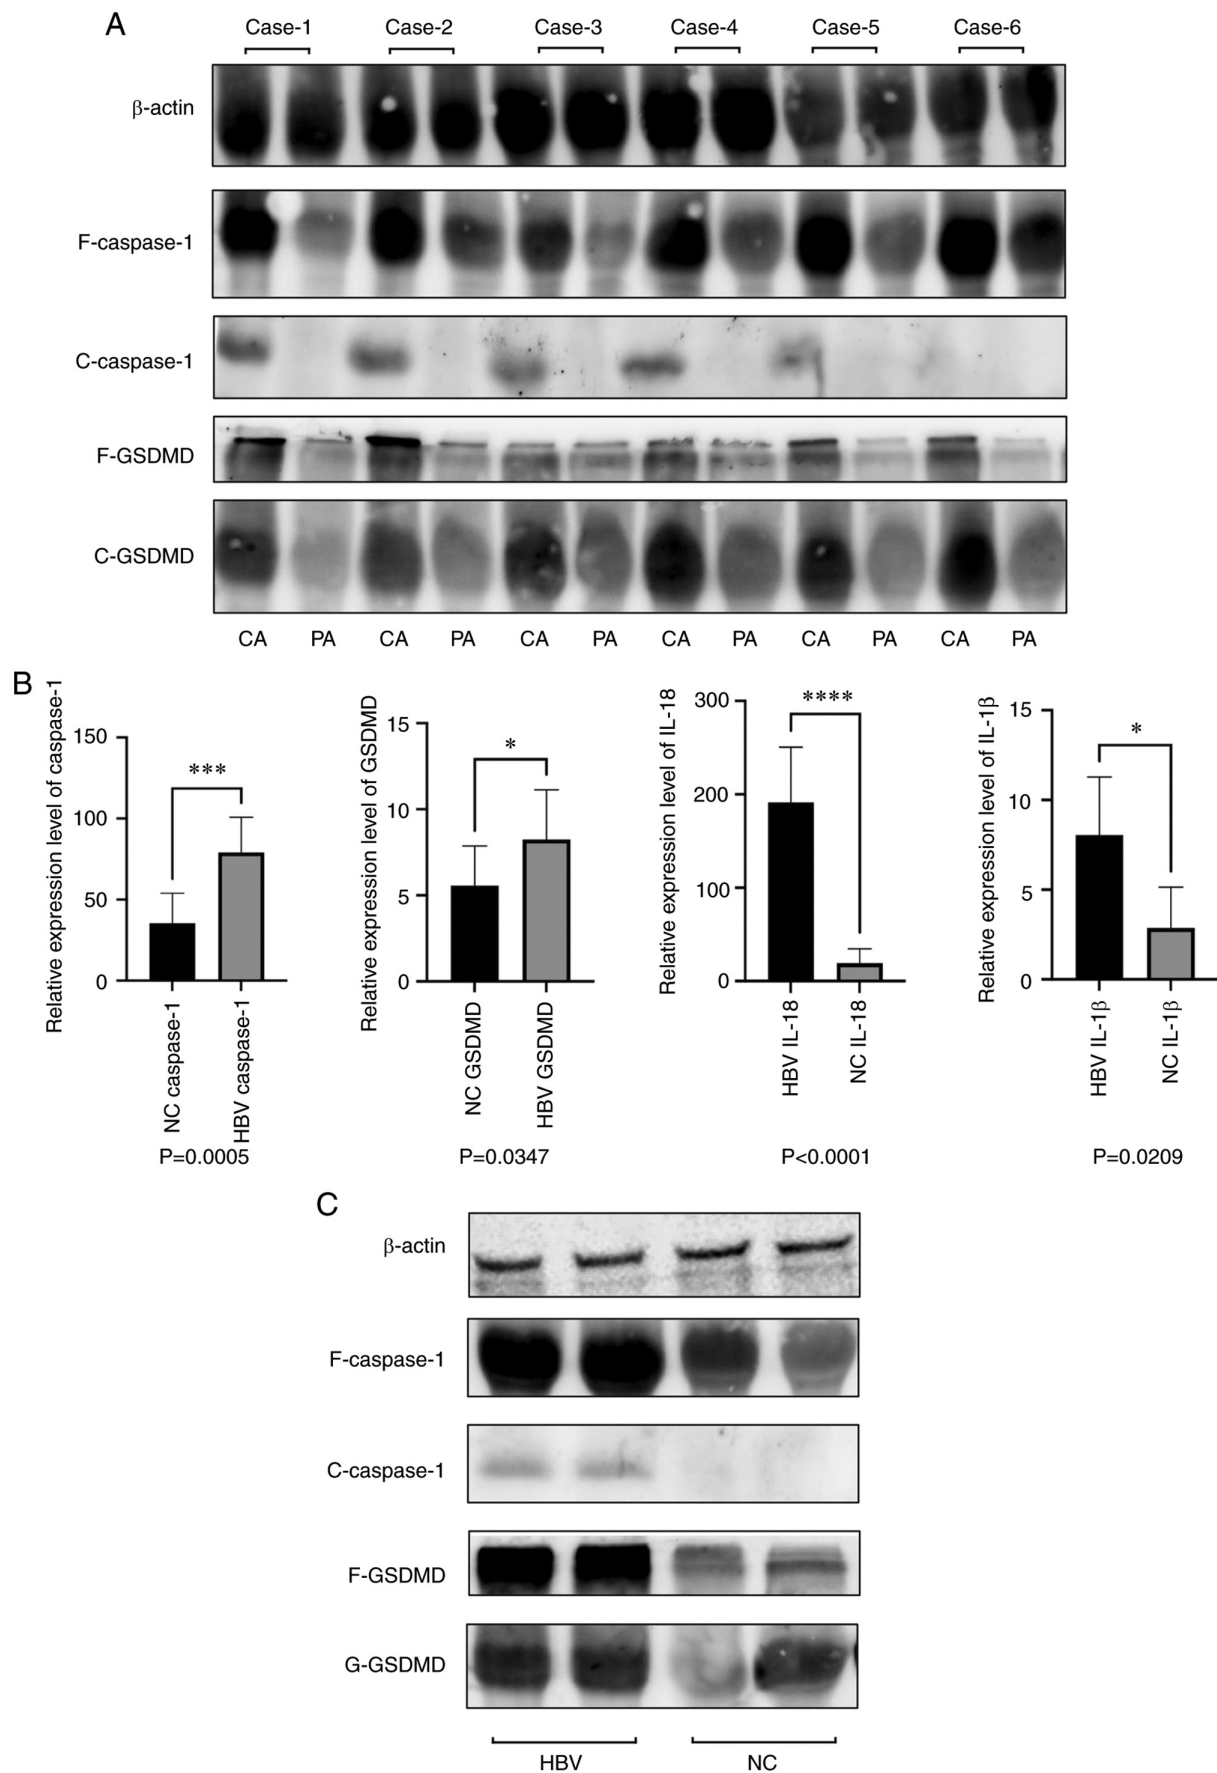 A
Case-1 Case-2 Case-3 Case-4 Case-5 Case-6
β-actin
F-caspase-1
C-caspase-1
F-GSDMD
C-GSDMD
CA PA CA PA CA PA CA PA CA PA CA PA
B
Relative expression level of caspase-1
150
100
50
0
***
NC caspase-1
HBV caspase-1
P=0.0005
Relative expression level of GSDMD
15
10
5
0
*
NC GSDMD
HBV GSDMD
P=0.0347
Relative expression level of IL-18
300
200
100
0
****
HBV IL-18
NC IL-18
P<0.0001
Relative expression level of IL-1β
15
10
5
0
*
HBV IL-1β
NC IL-1β
P=0.0209
C
β-actin
F-caspase-1
C-caspase-1
F-GSDMD
G-GSDMD
HBV NC